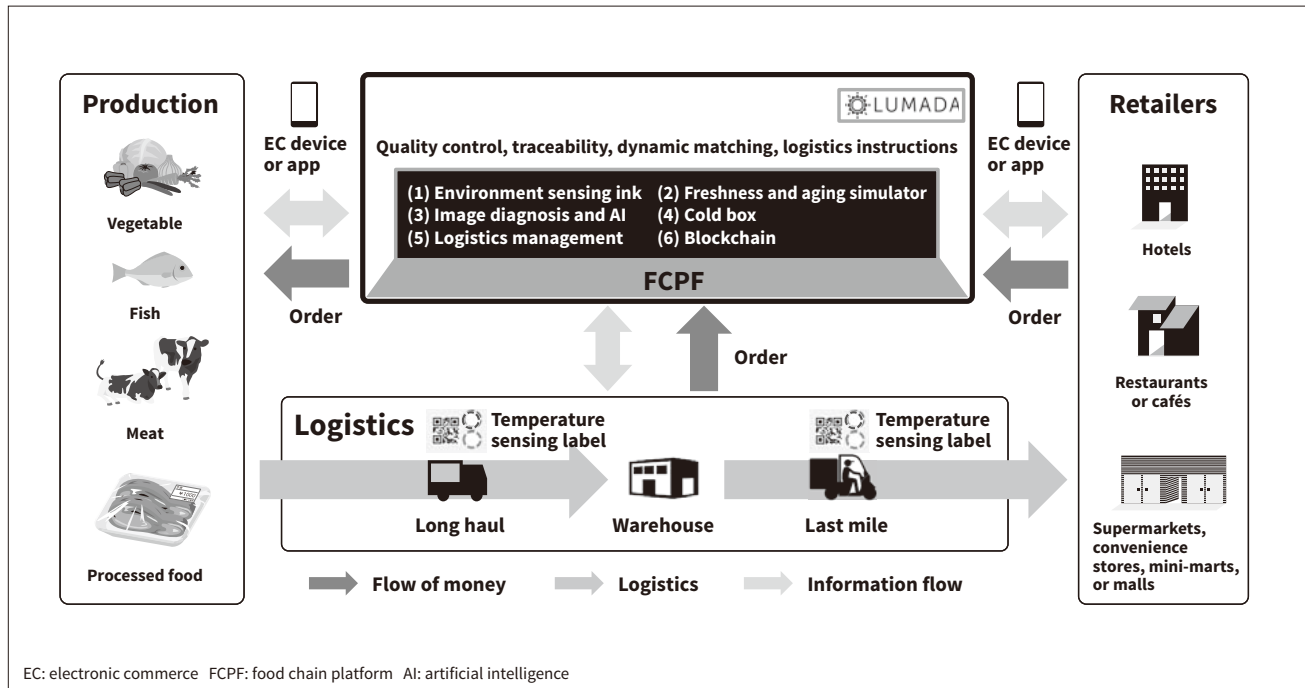 Production
Vegetable
Fish
Meat
Processed food
EC device
or app
Order
LUMADA
Quality control, traceability, dynamic matching, logistics instructions
(1) Environment sensing ink (2) Freshness and aging simulator
(3) Image diagnosis and AI (4) Cold box
(5) Logistics management (6) Blockchain
FCPF
Order
EC device
or app
Order
Retailers
Hotels
Restaurants
or cafés
Supermarkets,
convenience
stores, mini-marts,
or malls
Logistics
Temperature
sensing label
Temperature
sensing label
Long haul
Warehouse
Last mile
Flow of money
Logistics
Information flow
EC: electronic commerce FCPF: food chain platform AI: artificial intelligence